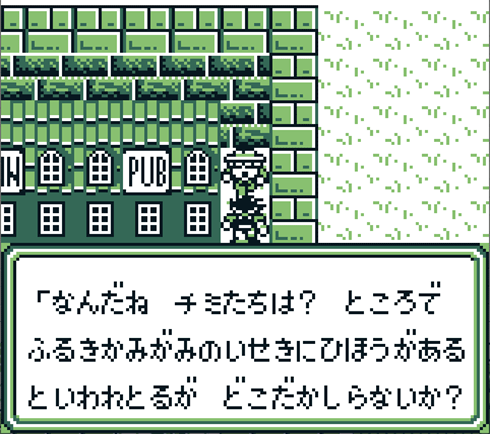 N
PUB
「なんだね　チミたちは？　ところで
ふるきかみがみのいせきにひほうがある
といわれとるが　どこだかしらないか？